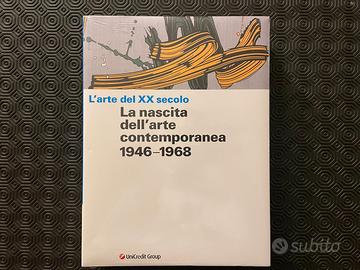 L'arte del XX secolo
La nascita
dell'arte
contemporanea
1946–1968
UniCredit Group
subito